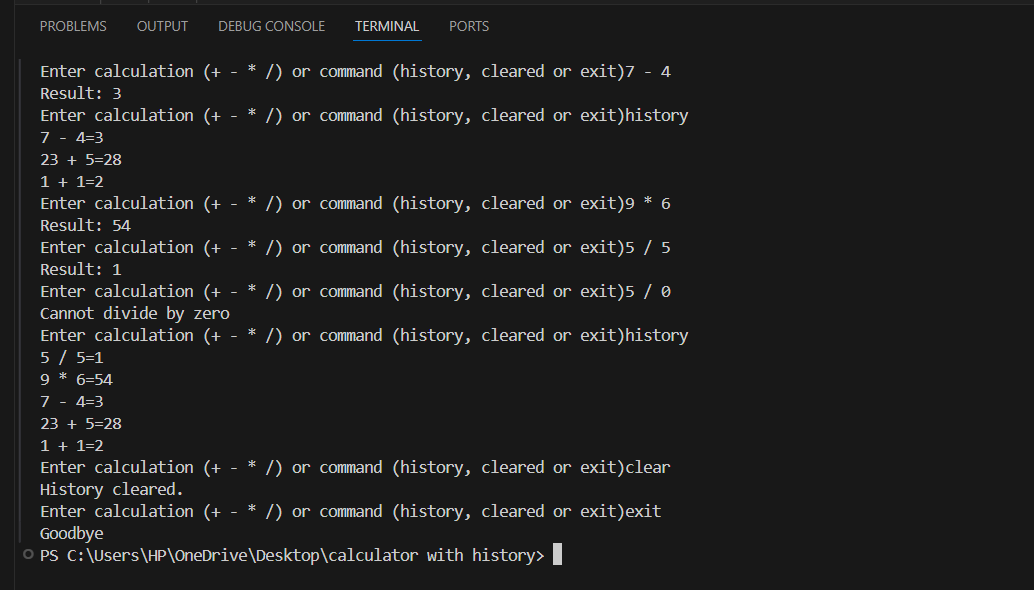 PROBLEMS OUTPUT DEBUG CONSOLE TERMINAL PORTS
Enter calculation (+ - * /) or command (history, cleared or exit)7 - 4
Result: 3
Enter calculation (+ - * /) or command (history, cleared or exit)history
7 - 4=3
23 + 5=28
1 + 1=2
Enter calculation (+ - * /) or command (history, cleared or exit)9 * 6
Result: 54
Enter calculation (+ - * /) or command (history, cleared or exit)5 / 5
Result: 1
Enter calculation (+ - * /) or command (history, cleared or exit)5 / 0
Cannot divide by zero
Enter calculation (+ - * /) or command (history, cleared or exit)history
5 / 5=1
9 * 6=54
7 - 4=3
23 + 5=28
1 + 1=2
Enter calculation (+ - * /) or command (history, cleared or exit)clear
History cleared.
Enter calculation (+ - * /) or command (history, cleared or exit)exit
Goodbye
PS C:\Users\HP\OneDrive\Desktop\calculator with history>